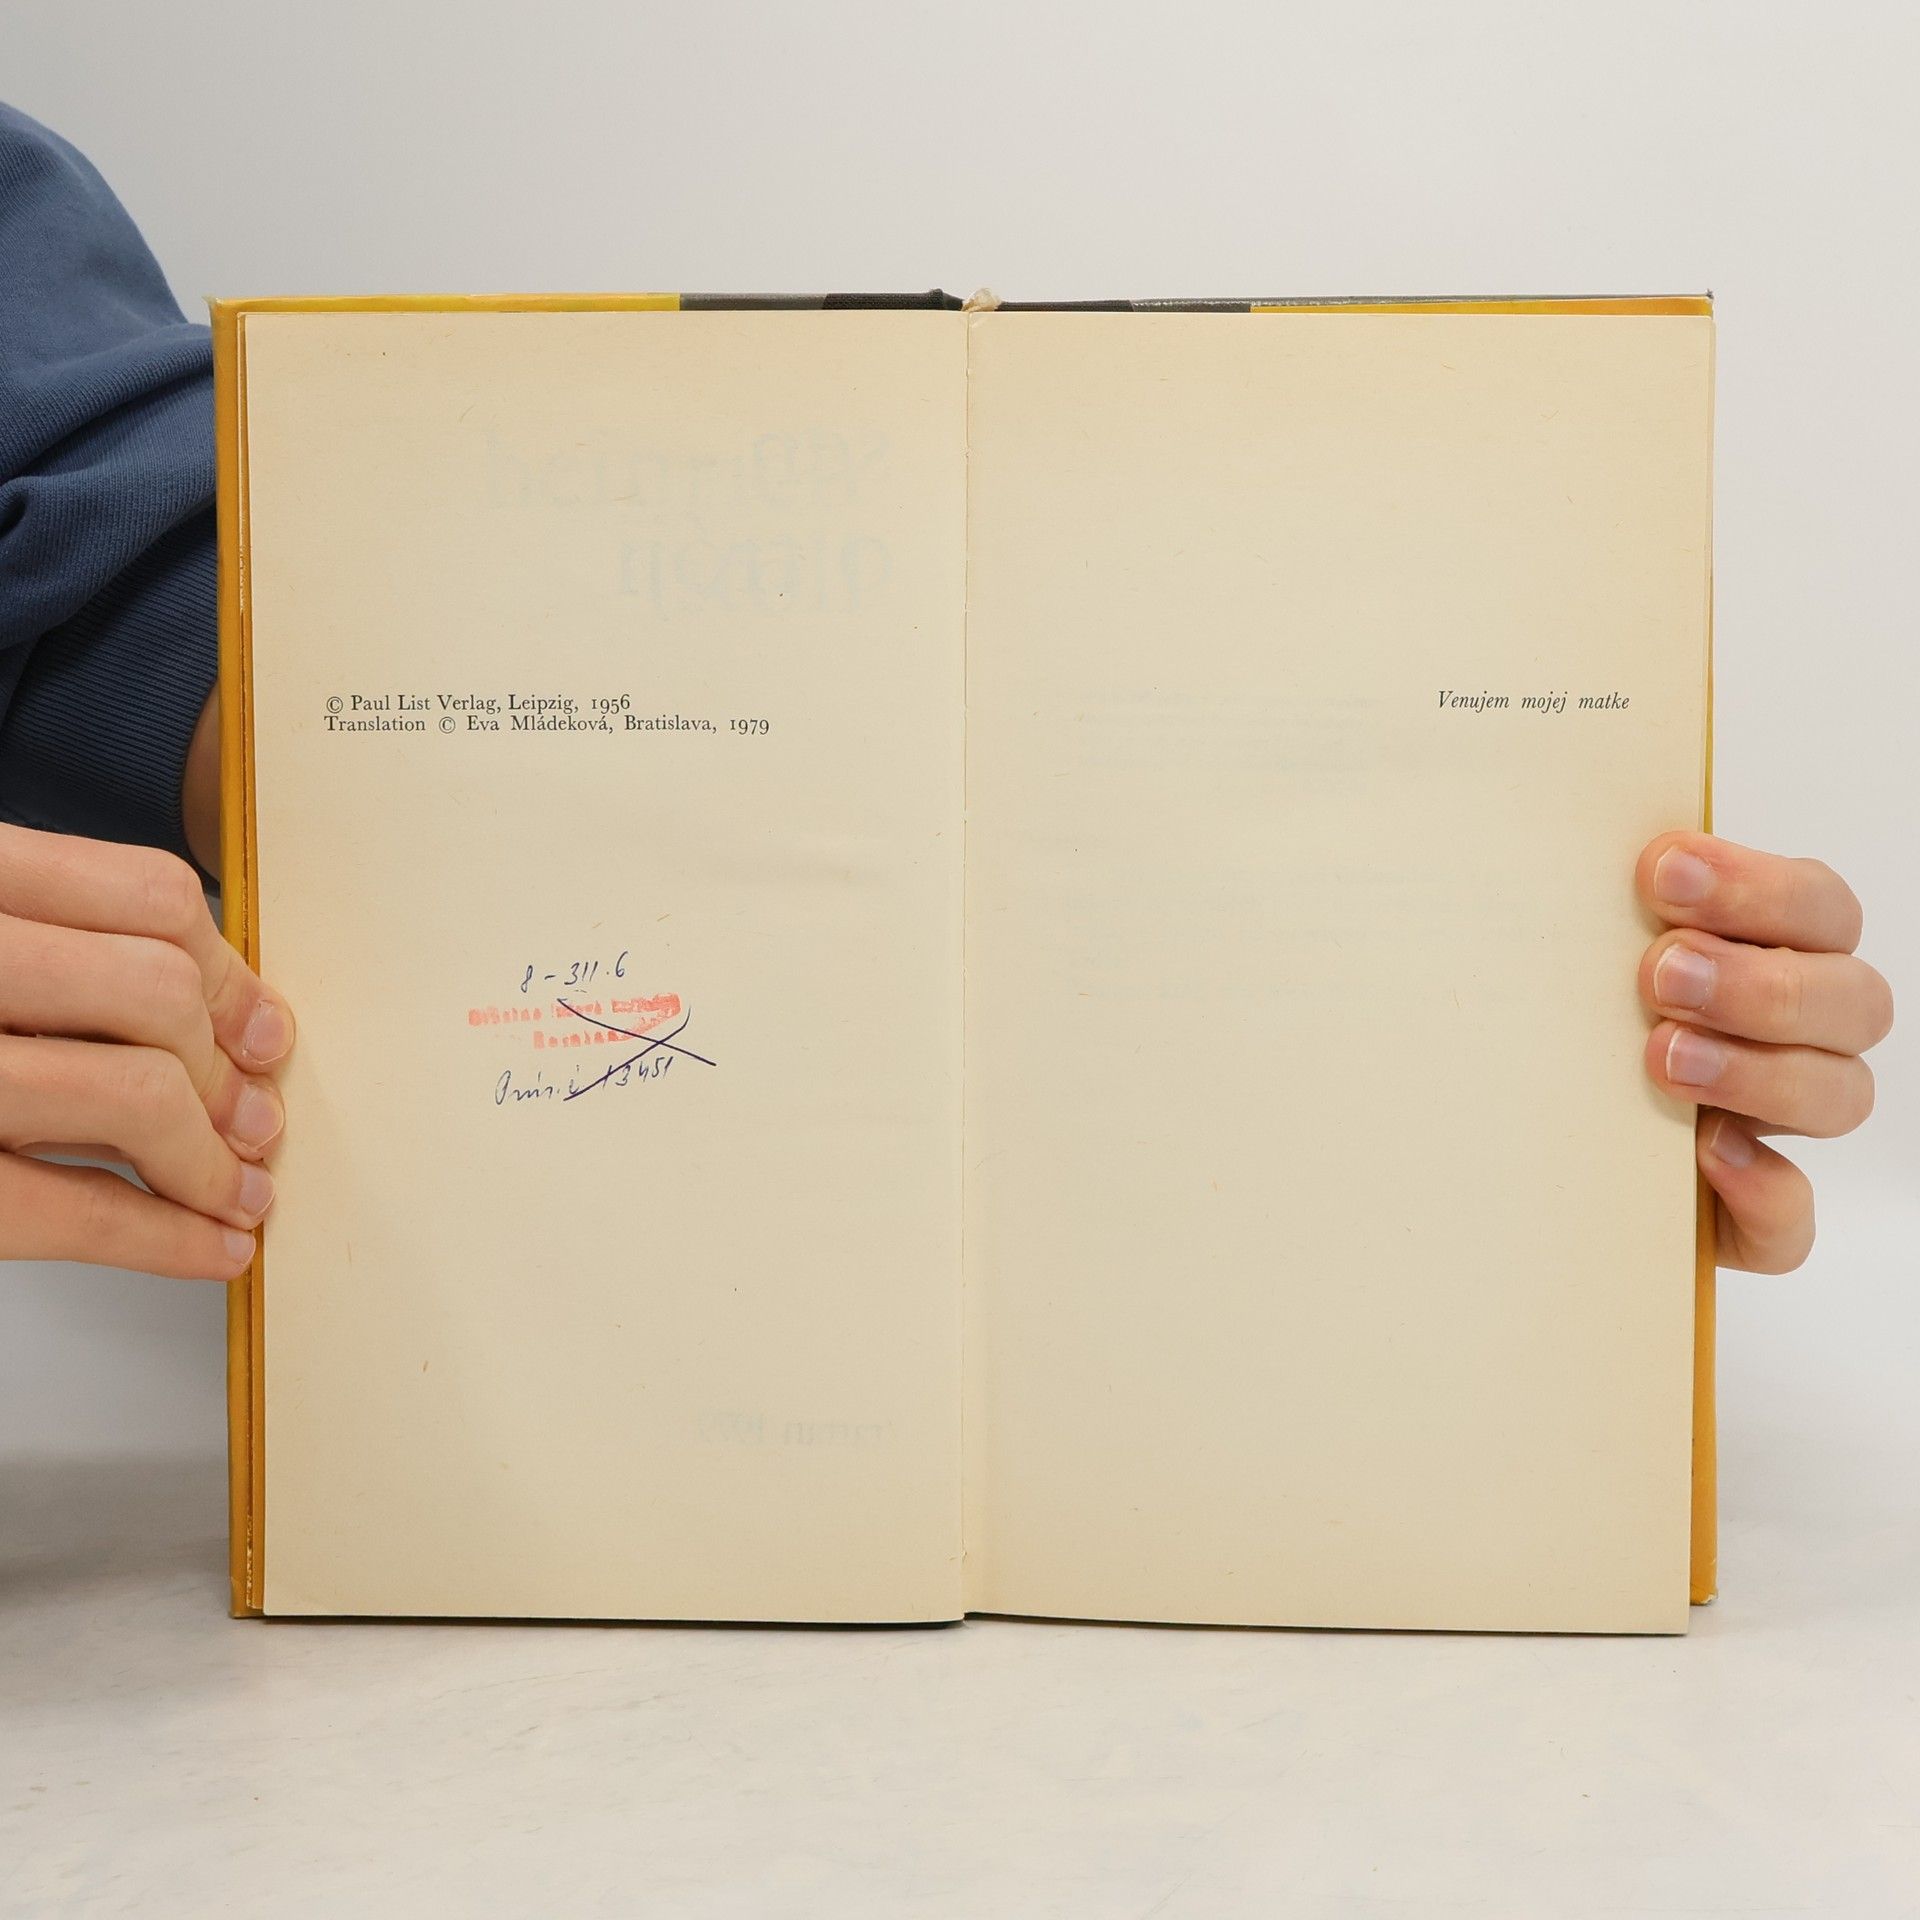 © Paul List Verlag, Leipzig, 1956
Translation © Eva Mládeková, Bratislava, 1979
8-311.6
13451
Venujem mojej matke